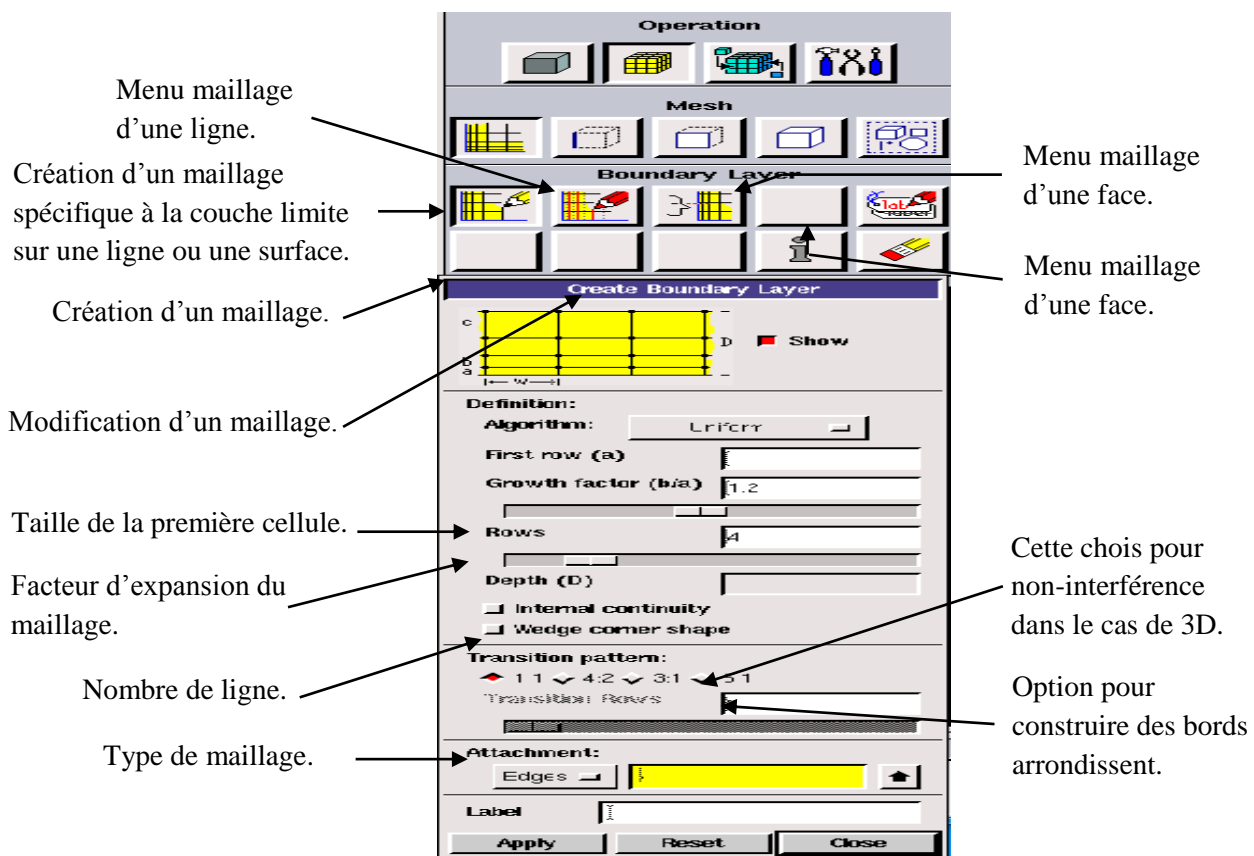 Operation
Menu maillage
d’une ligne.
Mesh
Création d’un maillage
spécifique à la couche limite
sur une ligne ou une surface.
Boundary Layer
Menu maillage
d’une face.
label
Menu maillage
d’une face.
Création d’un maillage.
Create Boundary Layer
c
b
a
D
W
Show
Modification d’un maillage.
Definition:
Algorithm:
First row (a)
Growth factor (b/a) 1.2
Taille de la première cellule.
Rows 4
Facteur d’expansion du
maillage.
Depth (D)
Internal continuity
Wedge corner shape
Cette chois pour
non-interférence
dans le cas de 3D.
Nombre de ligne.
Transition pattern:
1 1 4:2 3:1 5 1
Transition Rows
Option pour
construire des bords
arrondissent.
Type de maillage.
Attachment:
Edges
Label
Apply Reset Close